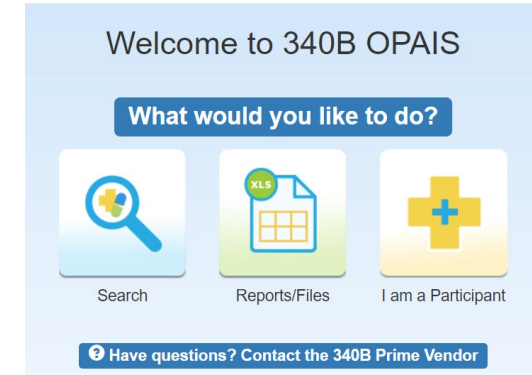 Welcome to 340B OPAIS
What would you like to do?
XLS
Search
Reports/Files
I am a Participant
? Have questions? Contact the 340B Prime Vendor